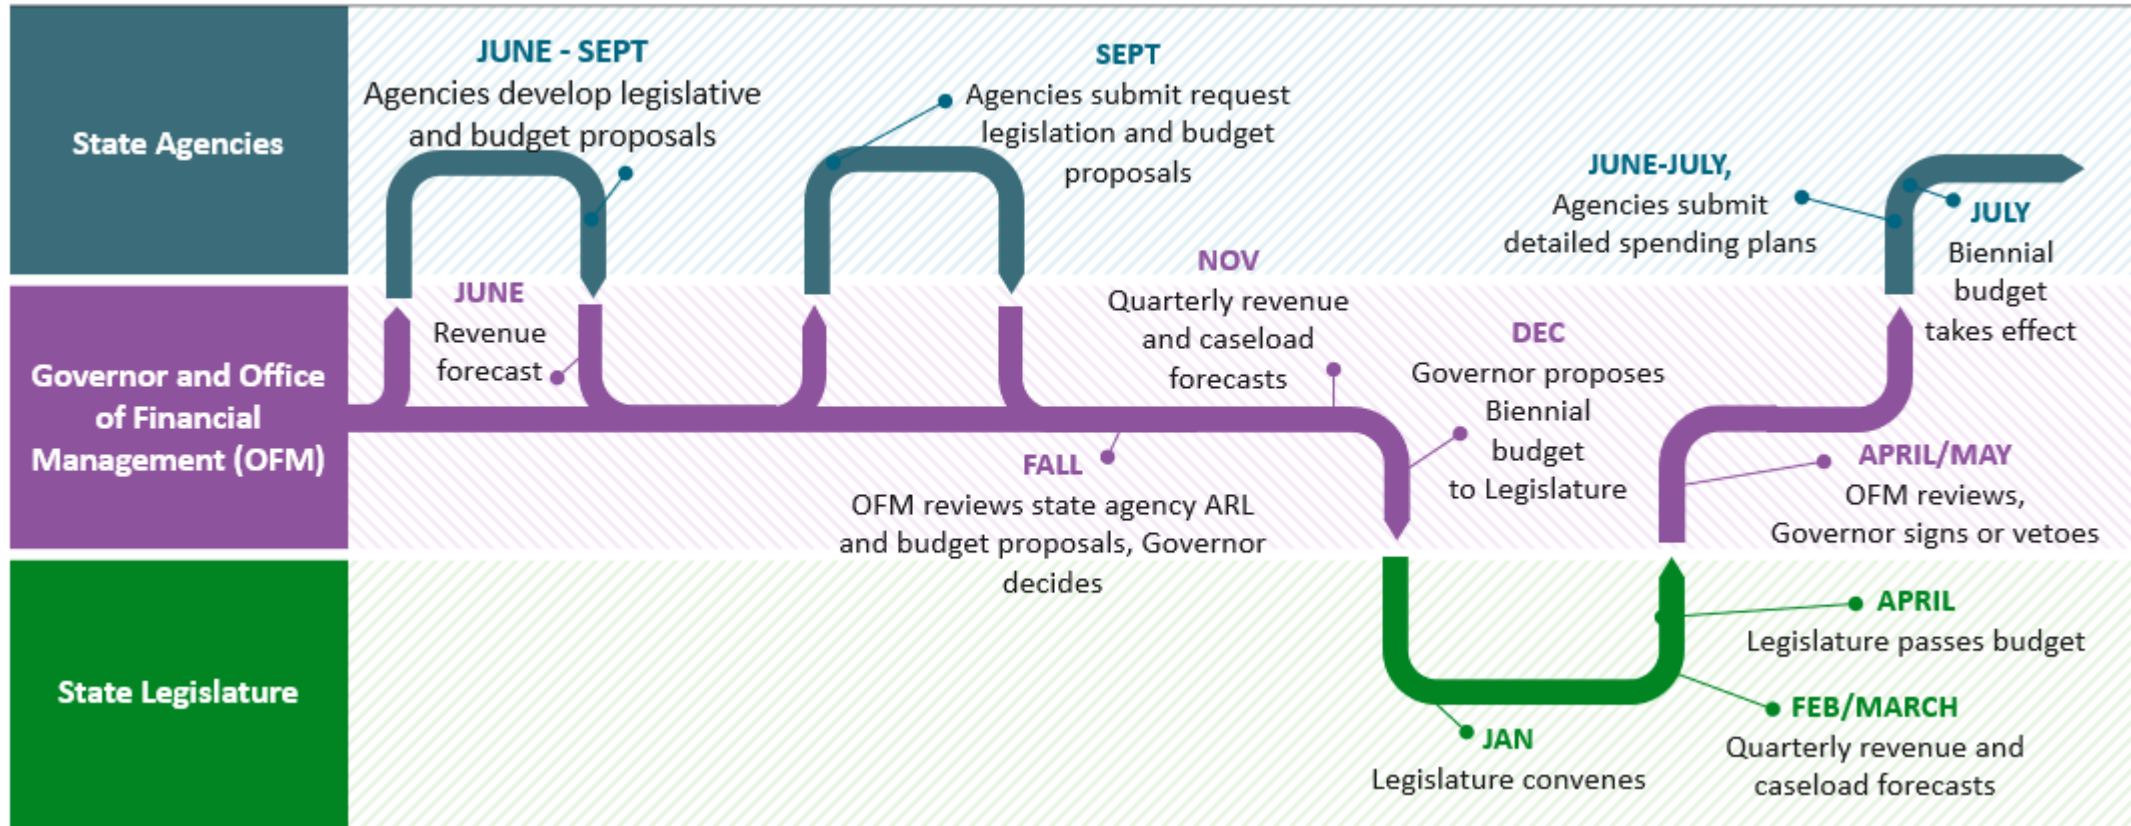 State Agencies
JUNE - SEPT
Agencies develop legislative
and budget proposals
SEPT
Agencies submit request
legislation and budget
proposals
JUNE-JULY,
Agencies submit
detailed spending plans
JULY
Biennial
budget
takes effect
Governor and Office
of Financial
Management (OFM)
JUNE
Revenue
forecast
FALL
OFM reviews state agency ARL
and budget proposals, Governor
decides
NOV
Quarterly revenue
and caseload
forecasts
DEC
Governor proposes
Biennial
budget
to Legislature
APRIL/MAY
OFM reviews,
Governor signs or vetoes
State Legislature
JAN
Legislature convenes
FEB/MARCH
Quarterly revenue and
caseload forecasts
APRIL
Legislature passes budget